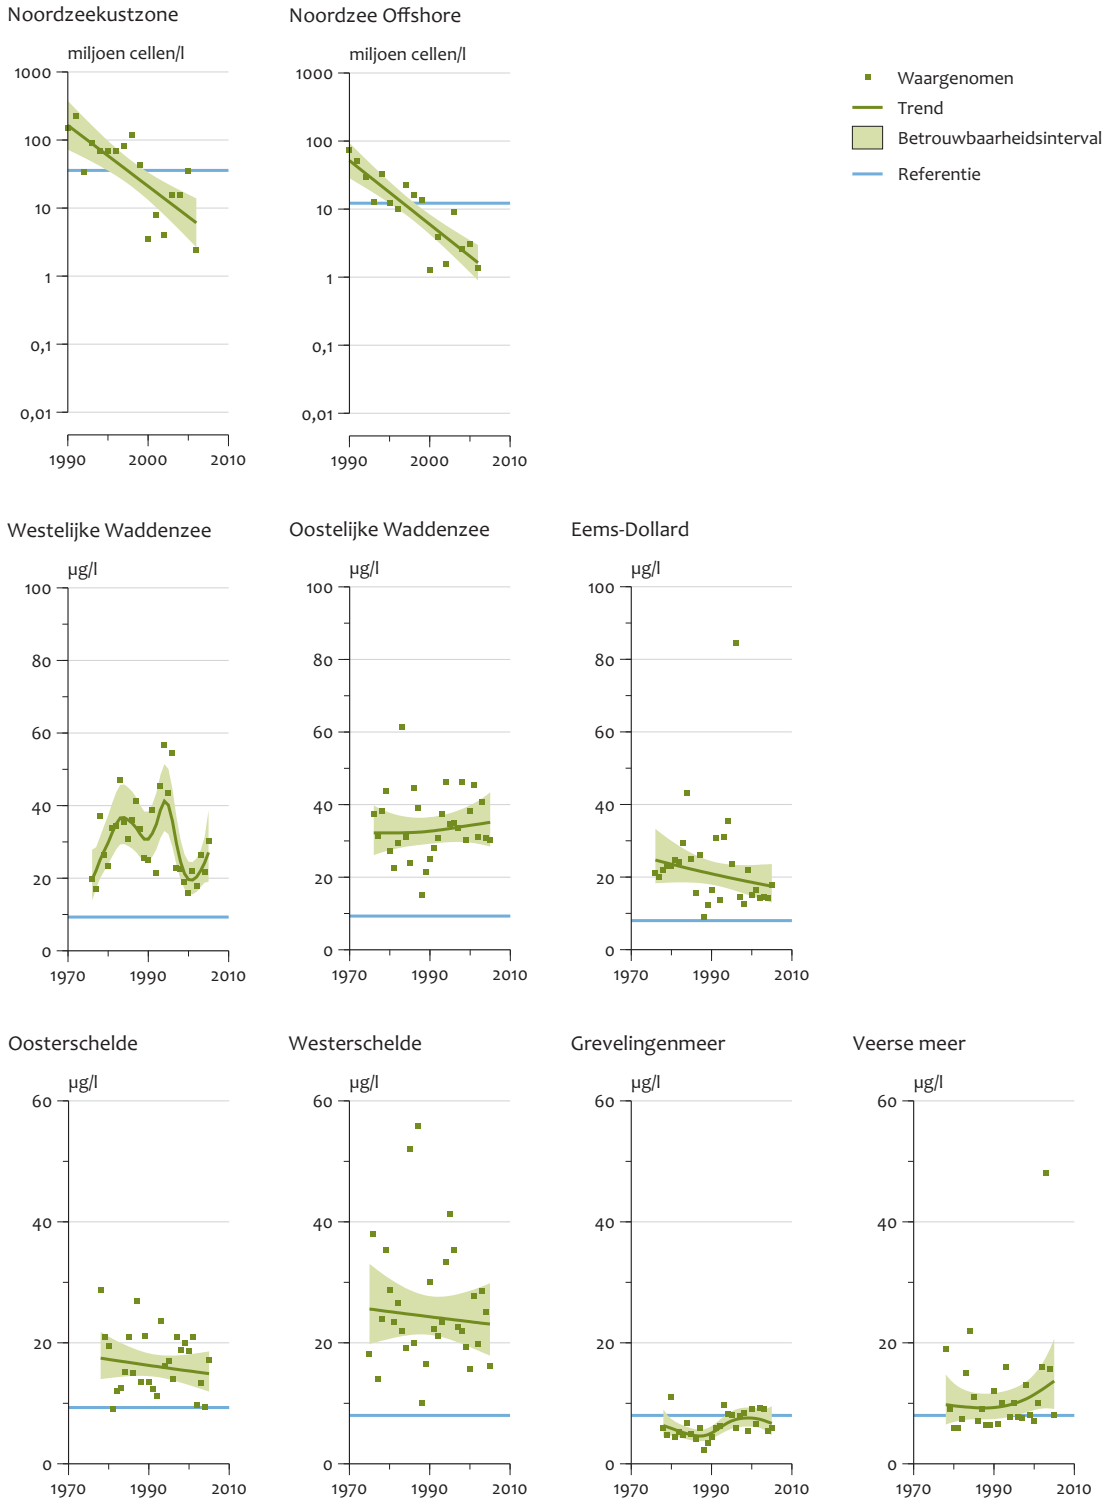 Noordzeekustzone
Noordzee Offshore
miljoen cellen/l
miljoen cellen/l
1000
100
10
1
0,1
0,01
1990 2000 2010
1000
100
10
1
0,1
0,01
1990 2000 2010
Waargenomen
Trend
Betrouwbaarheidsinterval
Referentie
Westelijke Waddenzee
Oostelijke Waddenzee
Eems-Dollard
µg/l
100
80
60
40
20
0
1970 1990 2010
µg/l
100
80
60
40
20
0
1970 1990 2010
µg/l
100
80
60
40
20
0
1970 1990 2010
Oosterschelde
Westerschelde
Grevelingenmeer
Veerse meer
µg/l
60
40
20
0
1970 1990 2010
µg/l
60
40
20
0
1970 1990 2010
µg/l
60
40
20
0
1970 1990 2010
µg/l
60
40
20
0
1970 1990 2010